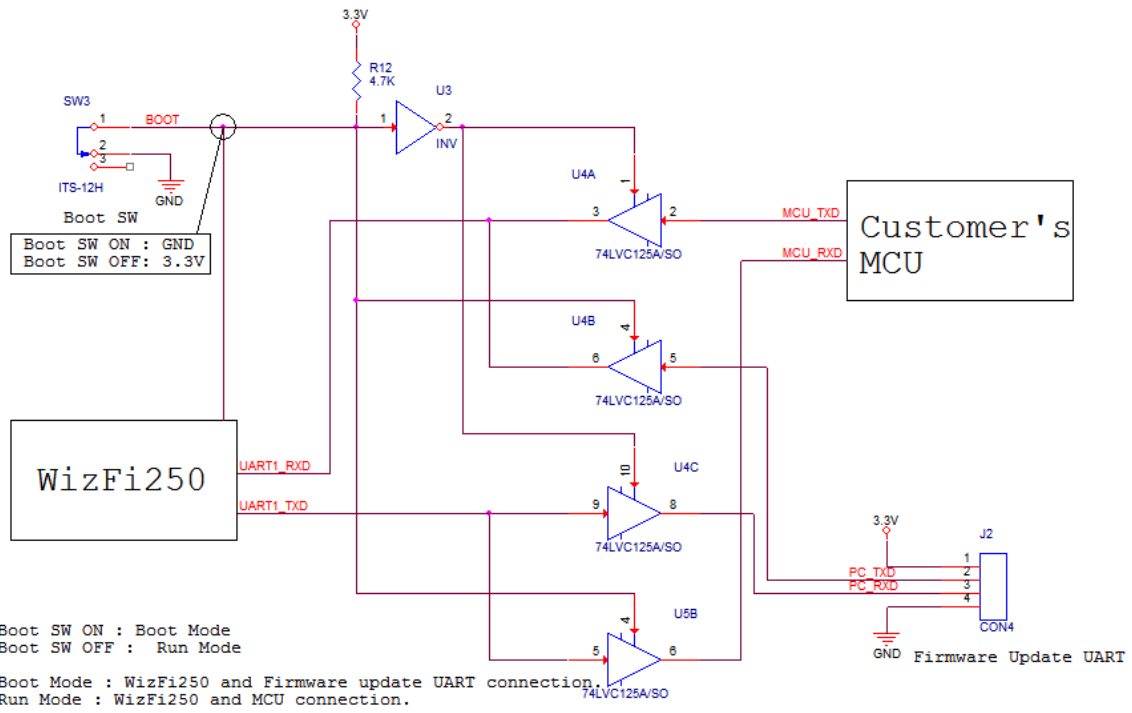 3.3V
R12
4.7K
U3
SW3
1
BOOT
1
2
INV
2
3
ITS-12H
GND
Boot SW
Boot SW ON : GND
Boot SW OFF: 3.3V
U4A
1
3
2
74LVC125A/SO
MCU_TXD
MCU_RXD
Customer's
MCU
U4B
4
6
5
74LVC125A/SO
WizFi250
UART1_RXD
UART1_TXD
10
U4C
9
8
74LVC125A/SO
3.3V
J2
1
PC_TXD
2
PC_RXD
3
4
CON4
GND
Firmware Update UART
4
U5B
5
6
74LVC125A/SO
Boot SW ON : Boot Mode
Boot SW OFF : Run Mode
Boot Mode : WizFi250 and Firmware update UART connection.
Run Mode : WizFi250 and MCU connection.